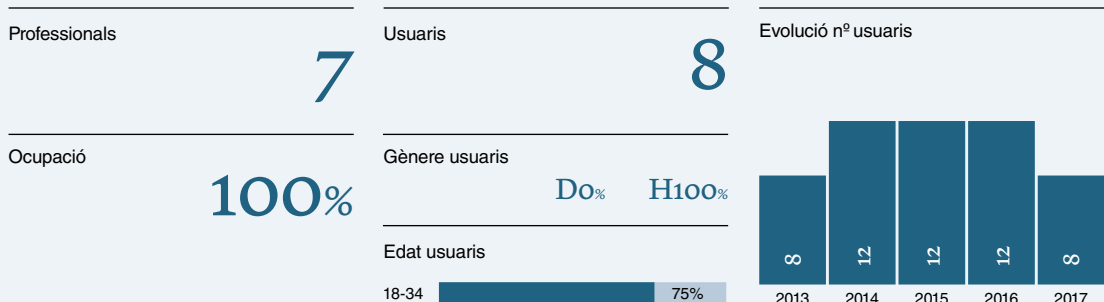 Professionals
7
Ocupació
100%
Usuaris
8
Gènere usuaris
D0% H100%
Edat usuaris
18-34 75%
Evolució nº usuaris
8 12 12 12 8
2013 2014 2015 2016 2017